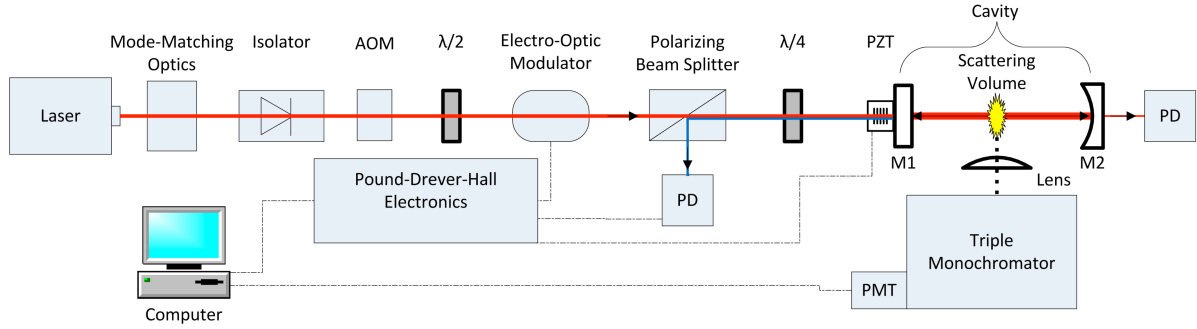 Cavity
Mode-Matching
Optics
Isolator
AOM
λ/2
Electro-Optic
Modulator
Polarizing
Beam Splitter
λ/4
PZT
Scattering
Volume
Laser
PD
M1
M2
Lens
Pound-Drever-Hall
Electronics
PD
Triple
Monochromator
PMT
Computer